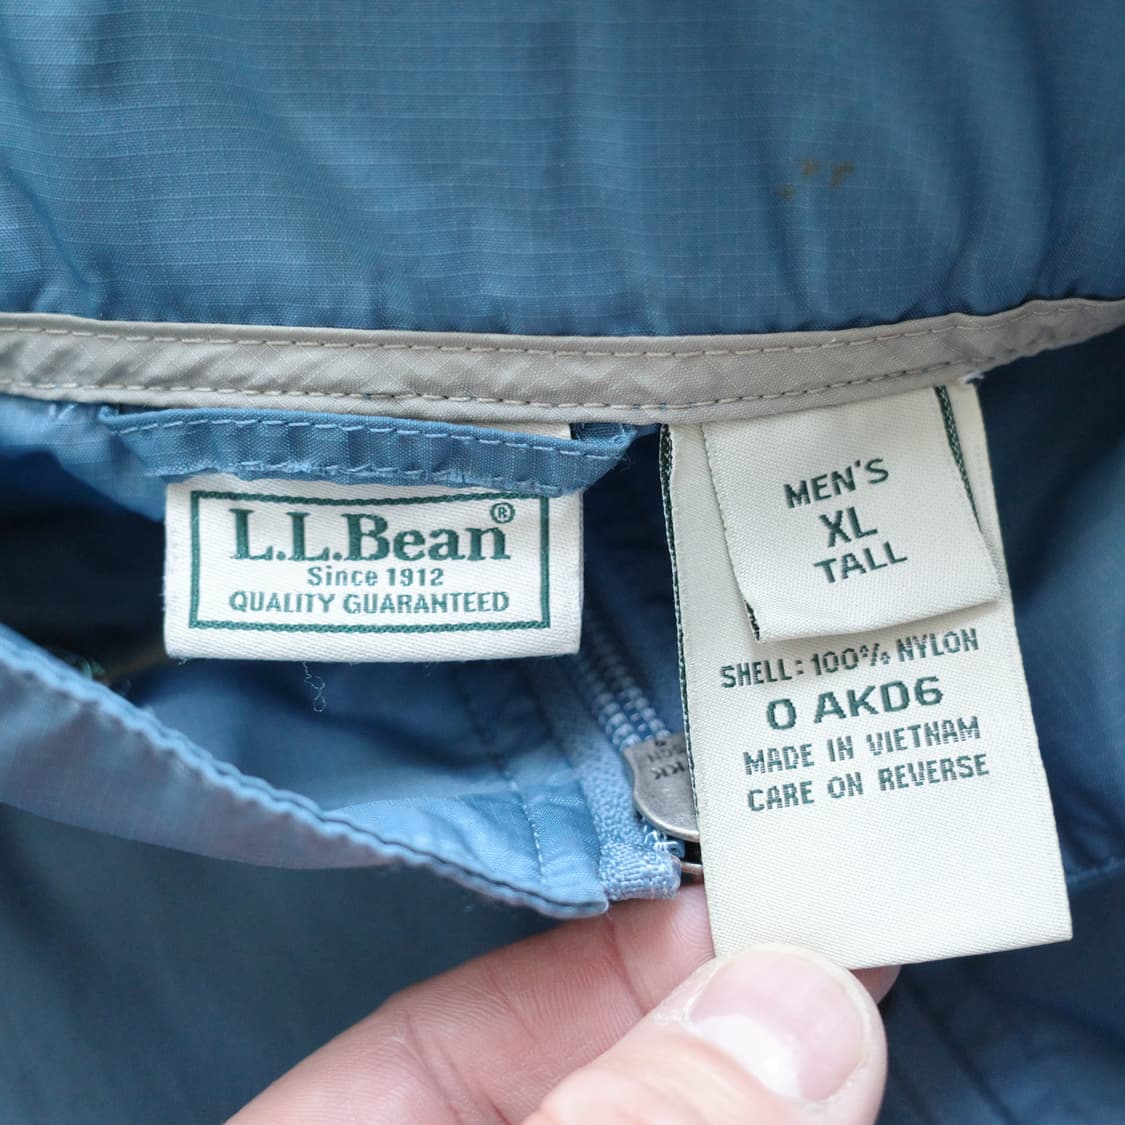 L.L.Bean®
Since 1912
QUALITY GUARANTEED
MEN'S
XL
TALL
SHELL: 100% NYLON
0 AKD6
MADE IN VIETNAM
CARE ON REVERSE